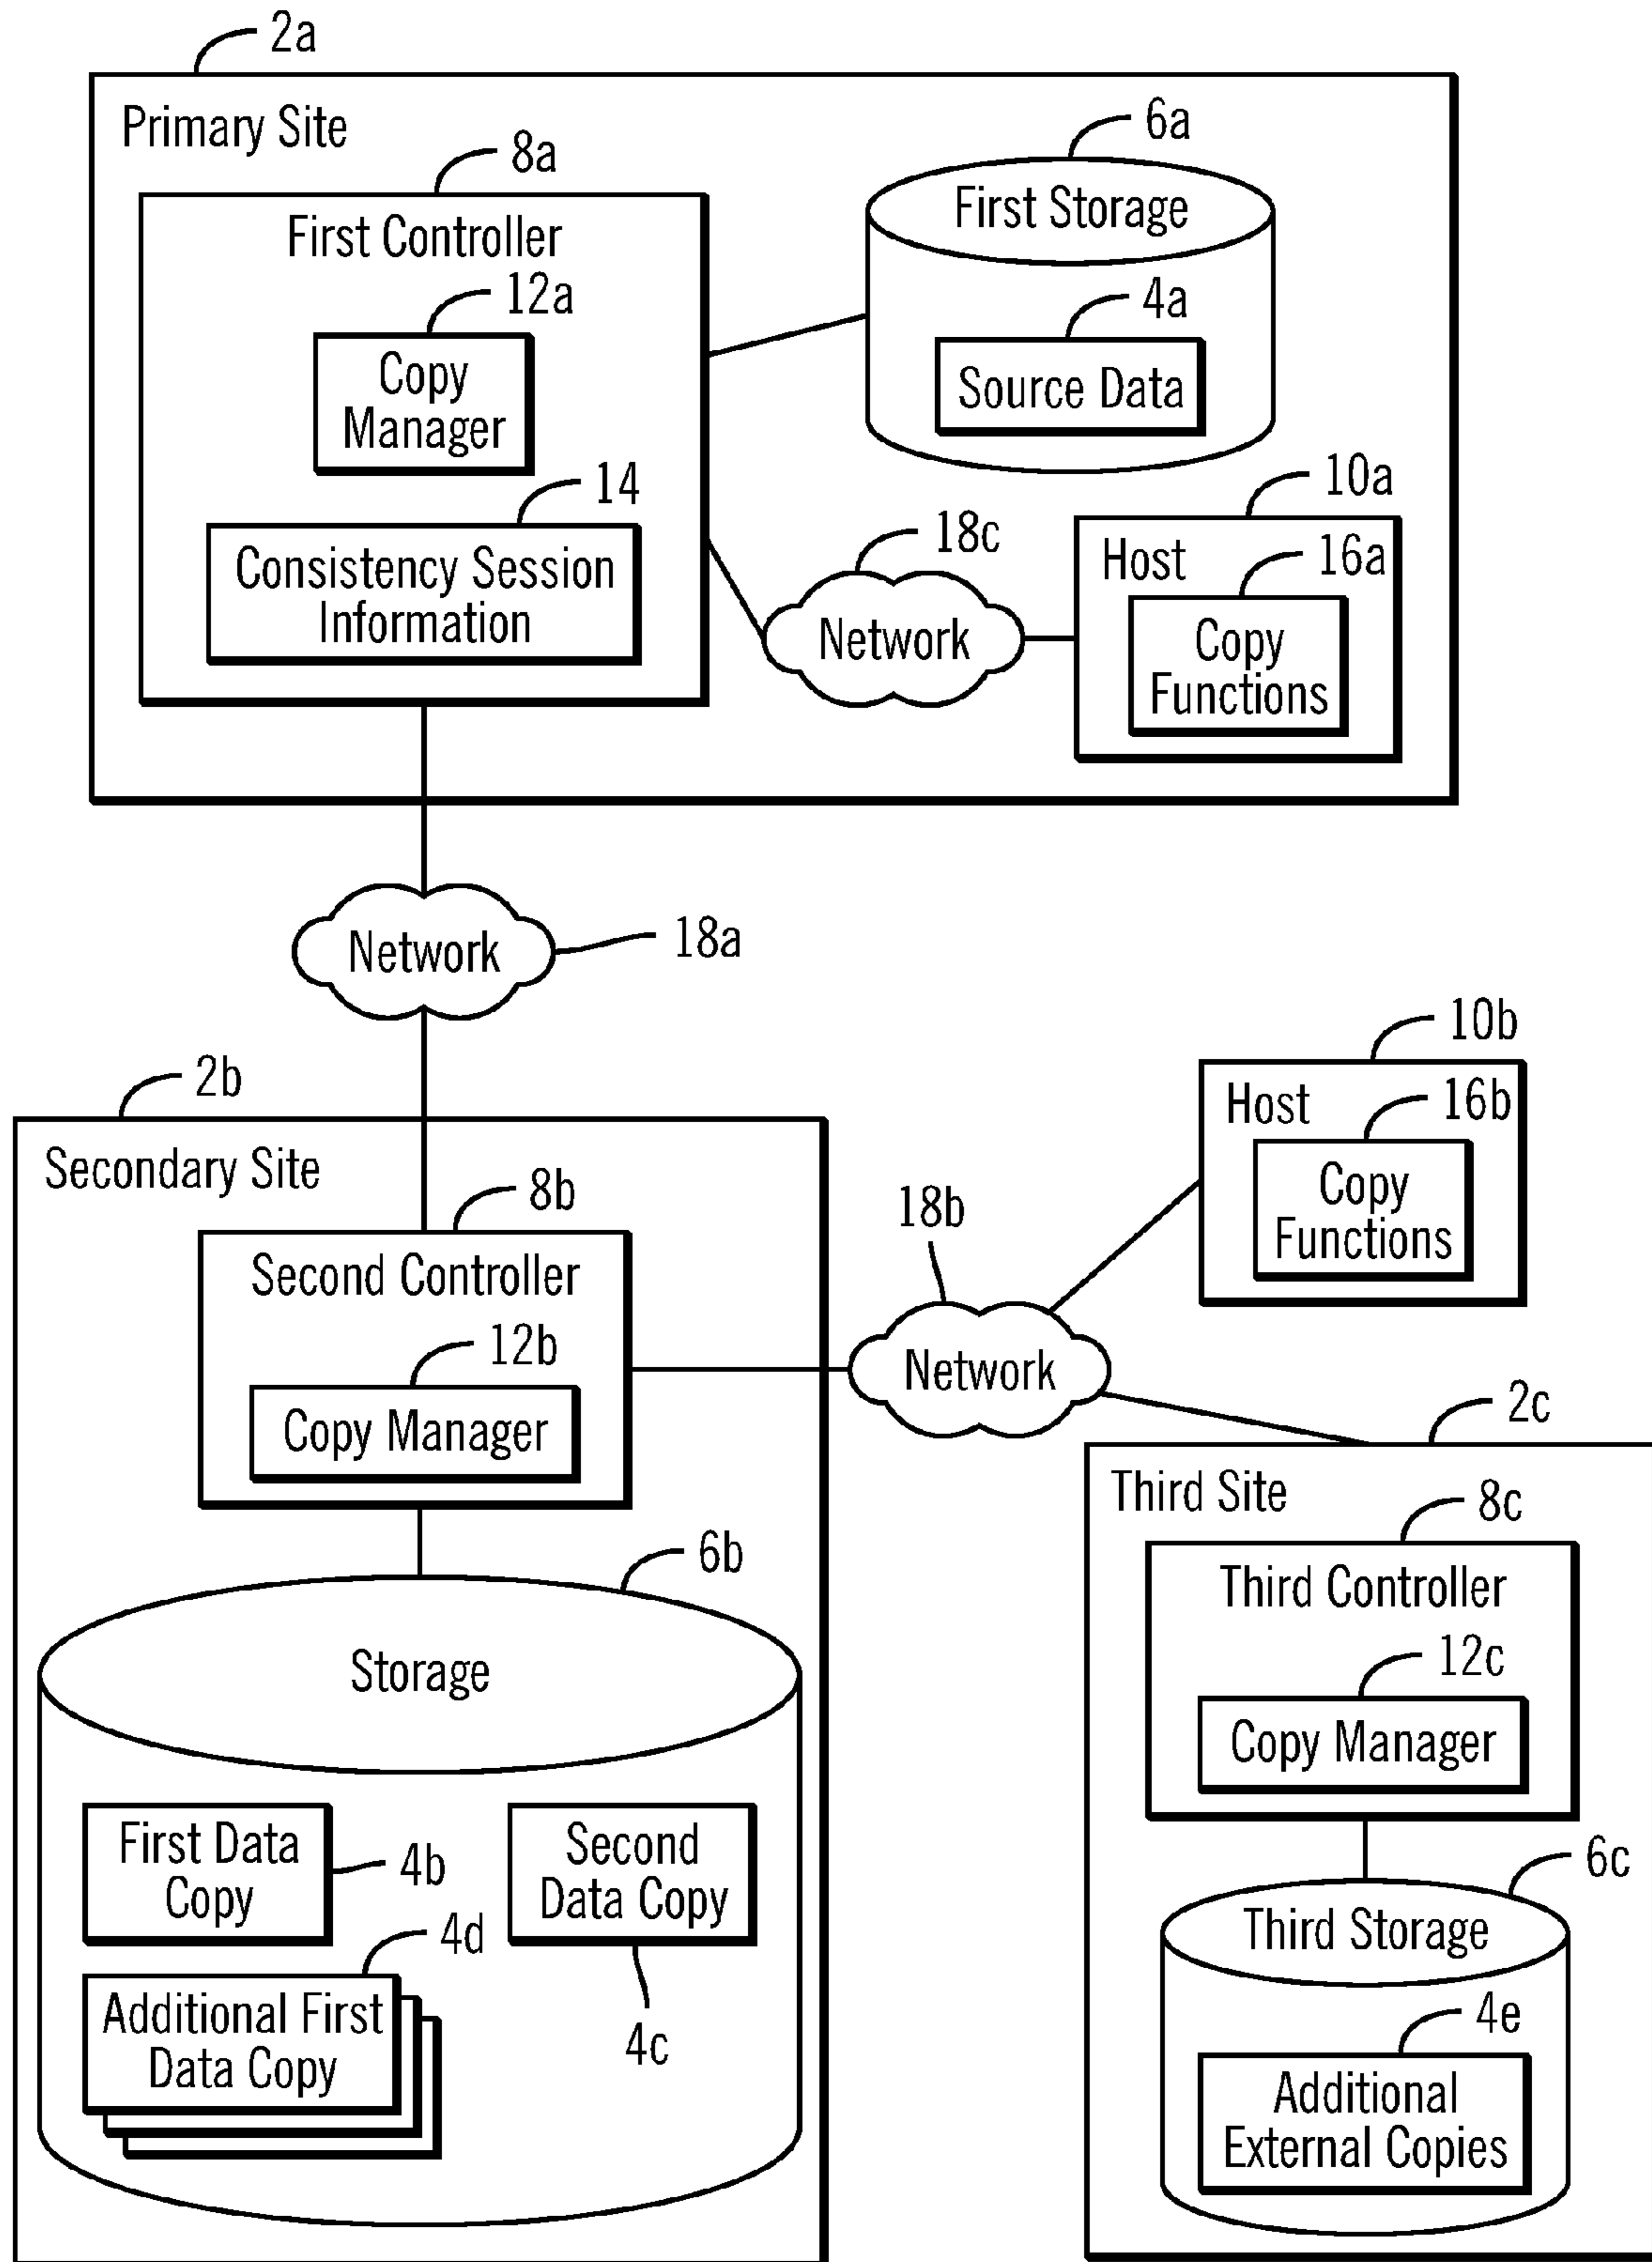 2a
Primary Site
8a
First Controller
12a
Copy
Manager
14
Consistency Session
Information
6a
First Storage
4a
Source Data
18c
Network
10a
Host
16a
Copy
Functions
Network
18a
2b
Secondary Site
8b
Second Controller
12b
Copy Manager
18b
Network
10b
Host
16b
Copy
Functions
6b
Storage
First Data
Copy
4b
Second
Data Copy
4c
4d
Additional First
Data Copy
2c
Third Site
8c
Third Controller
12c
Copy Manager
6c
Third Storage
4e
Additional
External Copies